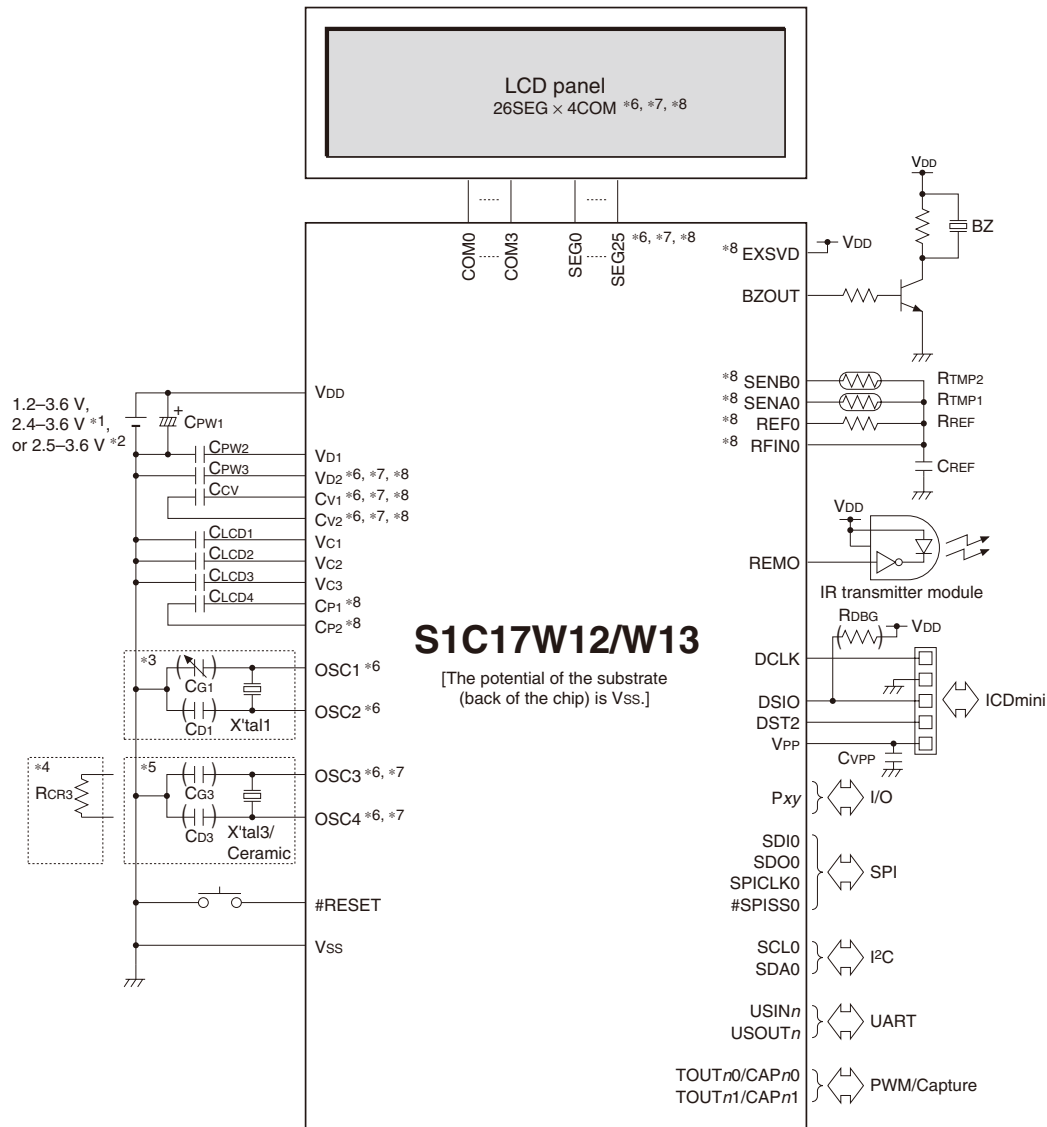 LCD panel
26SEG × 4COM *6, *7, *8
COM0
COM3
SEG0
SEG25
*6, *7, *8
*8 EXSVD
VDD
VDD
BZ
BZOUT
1.2–3.6 V,
2.4–3.6 V *1,
or 2.5–3.6 V *2
+
CPW1
VDD
CPW2
VD1
CPW3
VD2 *6, *7, *8
CCV
CV1 *6, *7, *8
CV2 *6, *7, *8
CLCD1
VC1
CLCD2
VC2
CLCD3
VC3
CLCD4
CP1 *8
CP2 *8
*8 SENB0
RTMP2
*8 SENA0
RTMP1
*8 REF0
RREF
*8 RFIN0
CREF
VDD
REMO
IR transmitter module
S1C17W12/W13
[The potential of the substrate
(back of the chip) is VSS.]
*3
CG1
CD1
X'tal1
OSC1 *6
OSC2 *6
*4
RCR3
*5
CG3
CD3
X'tal3/
Ceramic
OSC3 *6, *7
OSC4 *6, *7
#RESET
VSS
RDBG
VDD
DCLK
DSIO
DST2
VPP
CVPP
ICDmini
Pxy
I/O
SDI0
SDO0
SPICLK0
#SPISS0
SPI
SCL0
SDA0
I2C
USINn
USOUTn
UART
TOUTn0/CAPn0
TOUTn1/CAPn1
PWM/Capture